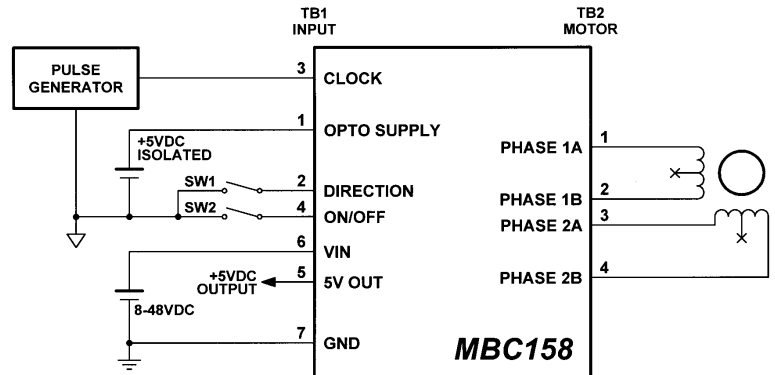 TB1
INPUT
TB2
MOTOR
PULSE
GENERATOR
3
CLOCK
1
OPTO SUPPLY
+5VDC
ISOLATED
SW1
2
DIRECTION
SW2
4
ON/OFF
6
VIN
+5VDC
OUTPUT
5
5V OUT
8-48VDC
7
GND
PHASE 1A
1
PHASE 1B
2
PHASE 2A
3
PHASE 2B
4
MBC158